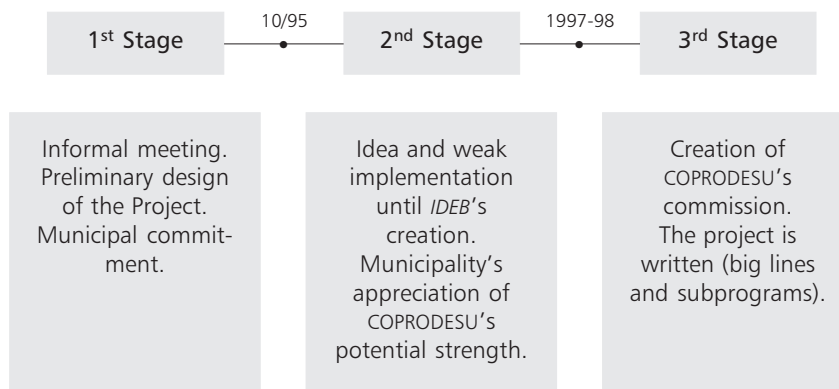 1st Stage
10/95
2nd Stage
1997-98
3rd Stage
Informal meeting.
Preliminary design
of the Project.
Municipal commit-
ment.
Idea and weak
implementation
until IDEB's
creation.
Municipality's
appreciation of
COPRODESU's
potential strength.
Creation of
COPRODESU's
commission.
The project is
written (big lines
and subprograms).